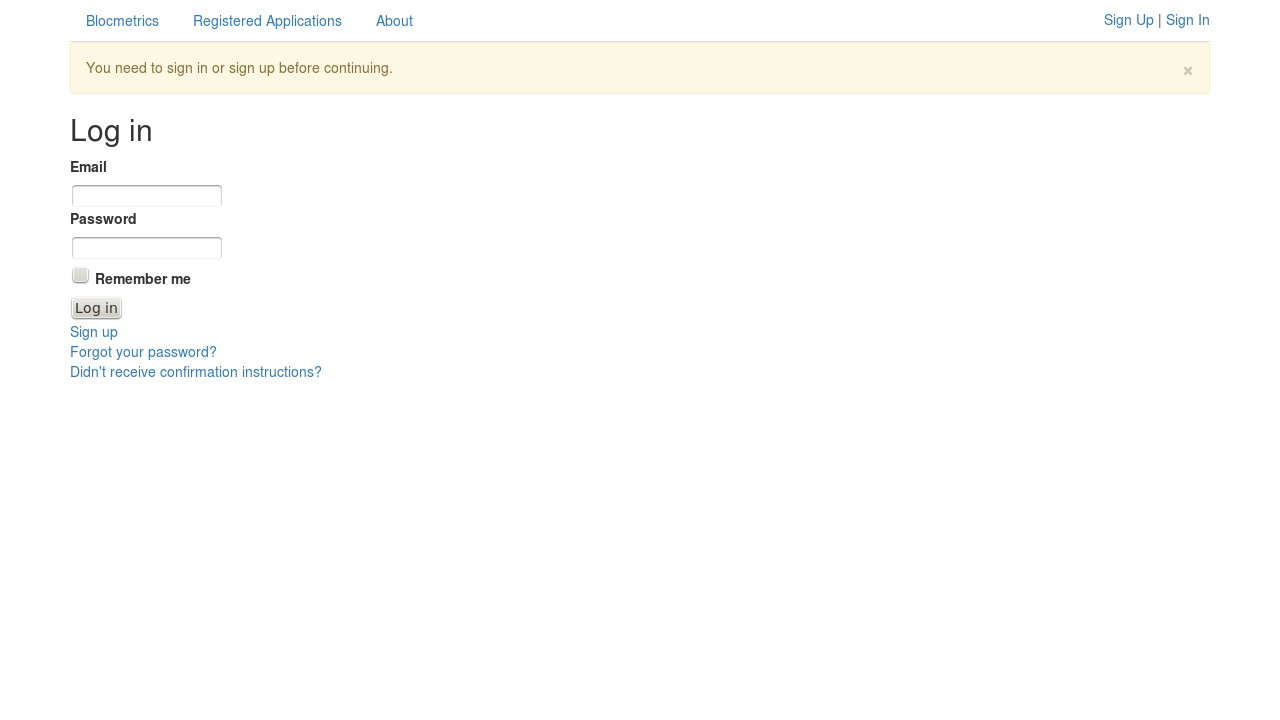 Blocmetrics Registered Applications About Sign Up | Sign In
You need to sign in or sign up before continuing. ×
Log in
Email
Password
Remember me
Log in
Sign up
Forgot your password?
Didn't receive confirmation instructions?